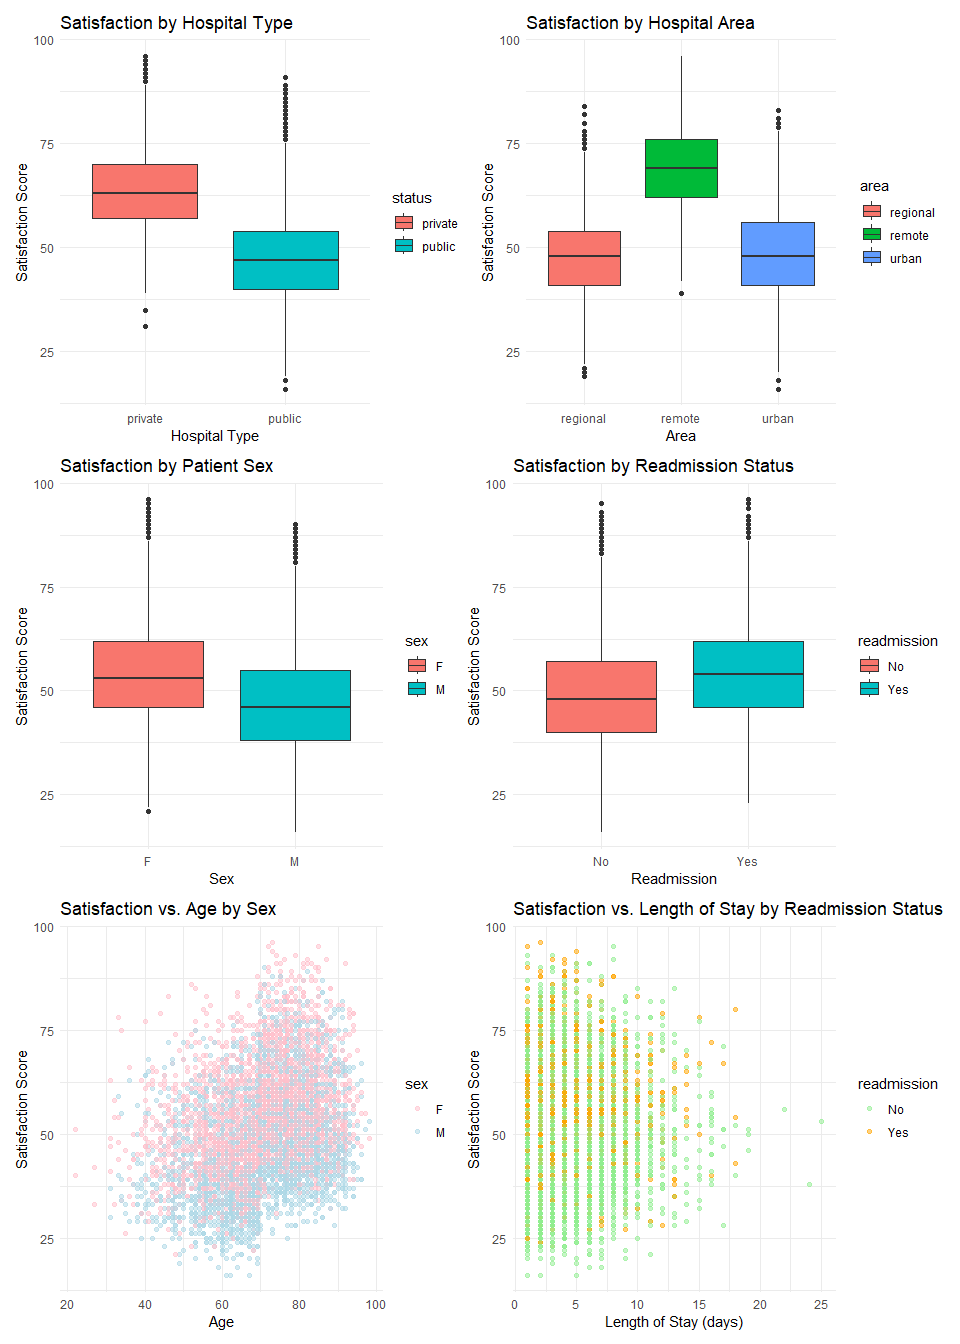 Satisfaction by Hospital Type
Satisfaction Score
100
75
50
25
private
public
Hospital Type
status
private
public
Satisfaction by Hospital Area
Satisfaction Score
100
75
50
25
regional
remote
urban
Area
area
regional
remote
urban
Satisfaction by Patient Sex
Satisfaction Score
100
75
50
25
F
M
Sex
sex
F
M
Satisfaction by Readmission Status
Satisfaction Score
100
75
50
25
No
Yes
Readmission
readmission
No
Yes
Satisfaction vs. Age by Sex
Satisfaction Score
100
75
50
25
20
40
60
80
100
Age
sex
F
M
Satisfaction vs. Length of Stay by Readmission Status
Satisfaction Score
100
75
50
25
0
5
10
15
20
25
Length of Stay (days)
readmission
No
Yes